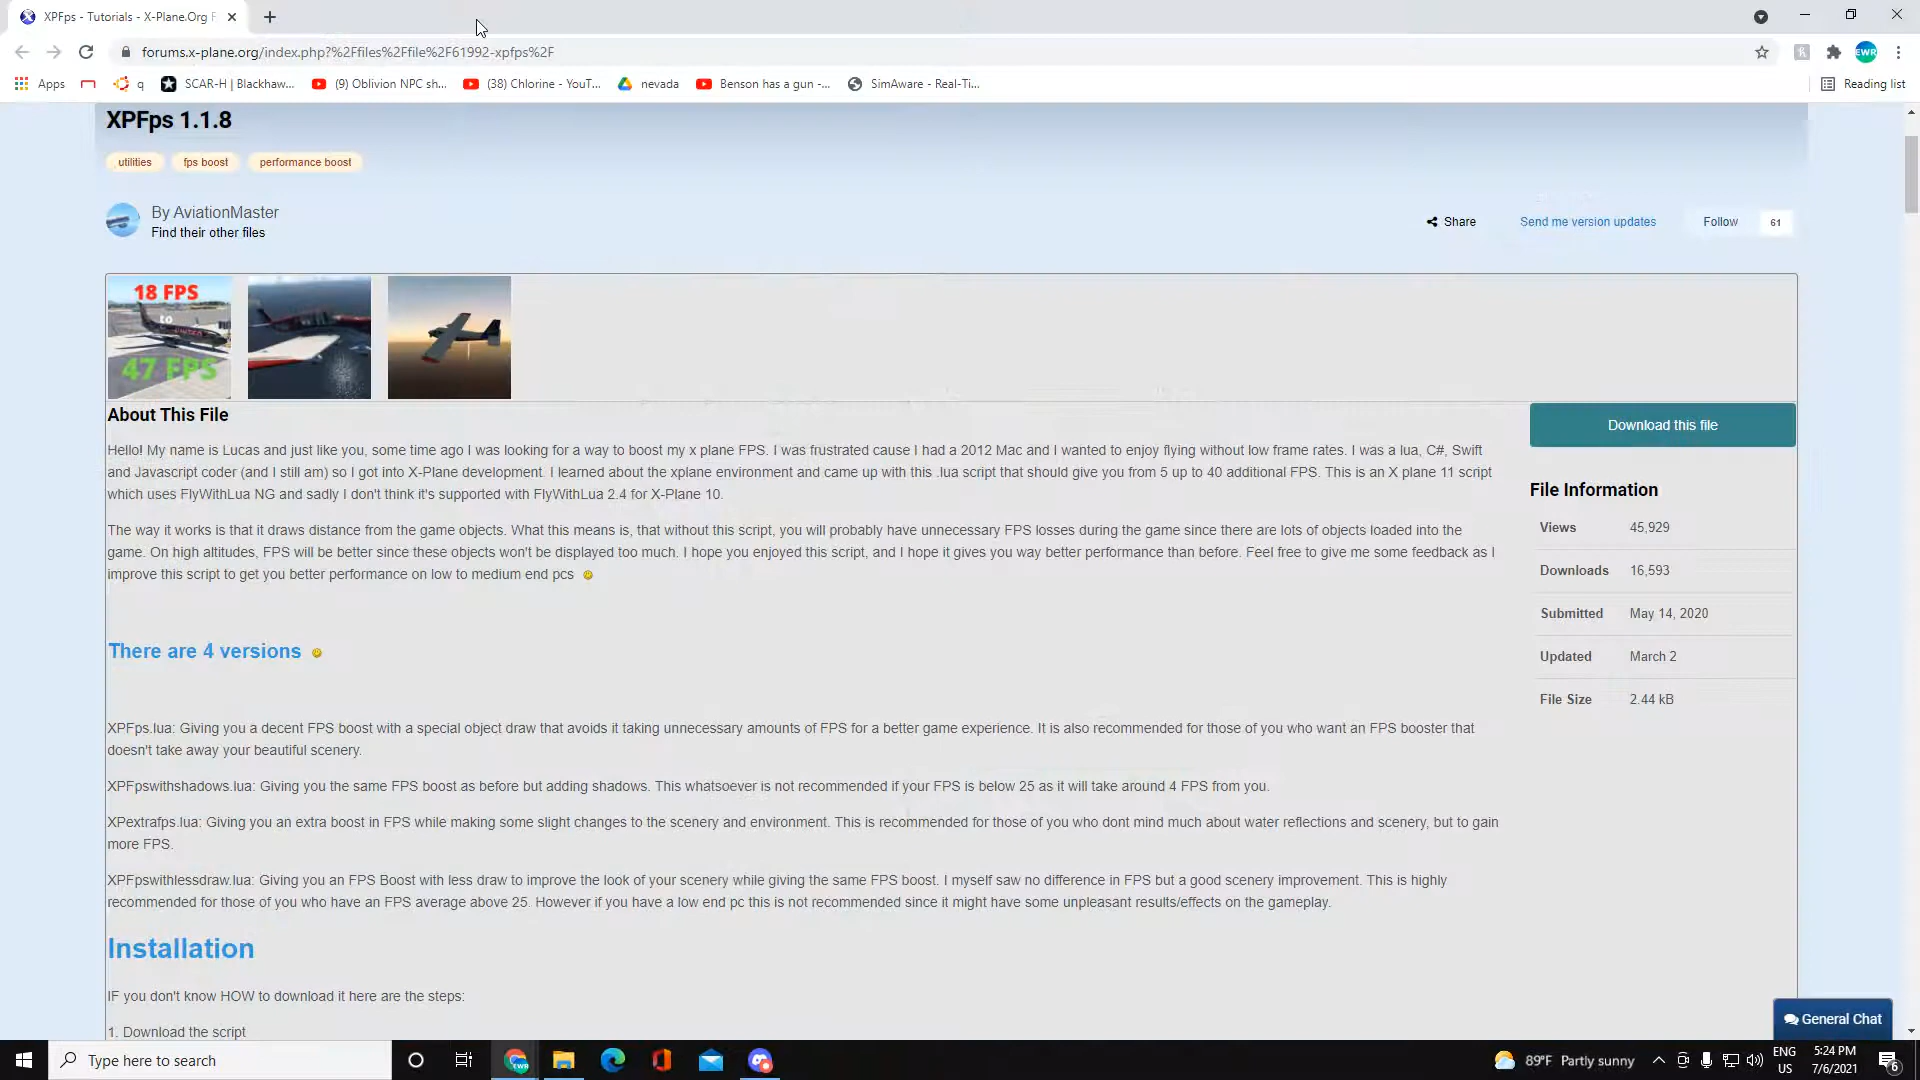 XPFps - Tutorials - X-Plane.Org F
forums.x-plane.org/index.php?%2Ffiles%2Ffile%2F61992-xpfps%2F
EWR
Apps
q
SCAR-H | Blackhaw...
(9) Oblivion NPC sh...
(38) Chlorine - YouT...
nevada
Benson has a gun -...
SimAware - Real-Ti...
Reading list
XPFps 1.1.8
utilities
fps boost
performance boost
By AviationMaster
Find their other files
Share
Send me version updates
Follow
61
18 FPS
to
47 FPS
About This File
Hello! My name is Lucas and just like you, some time ago I was looking for a way to boost my x plane FPS. I was frustrated cause I had a 2012 Mac and I wanted to enjoy flying without low frame rates. I was a lua, C#, Swift
and Javascript coder (and I still am) so I got into X-Plane development. I learned about the xplane environment and came up with this .lua script that should give you from 5 up to 40 additional FPS. This is an X plane 11 script
which uses FlyWithLua NG and sadly I don't think it's supported with FlyWithLua 2.4 for X-Plane 10.
The way it works is that it draws distance from the game objects. What this means is, that without this script, you will probably have unnecessary FPS losses during the game since there are lots of objects loaded into the
game. On high altitudes, FPS will be better since these objects won't be displayed too much. I hope you enjoyed this script, and I hope it gives you way better performance than before. Feel free to give me some feedback as I
improve this script to get you better performance on low to medium end pcs
There are 4 versions
XPFps.lua: Giving you a decent FPS boost with a special object draw that avoids it taking unnecessary amounts of FPS for a better game experience. It is also recommended for those of you who want an FPS booster that
doesn't take away your beautiful scenery.
XPFpswithshadows.lua: Giving you the same FPS boost as before but adding shadows. This whatsoever is not recommended if your FPS is below 25 as it will take around 4 FPS from you.
XPextrafps.lua: Giving you an extra boost in FPS while making some slight changes to the scenery and environment. This is recommended for those of you who dont mind much about water reflections and scenery, but to gain
more FPS.
XPFpswithlessdraw.lua: Giving you an FPS Boost with less draw to improve the look of your scenery while giving the same FPS boost. I myself saw no difference in FPS but a good scenery improvement. This is highly
recommended for those of you who have an FPS average above 25. However if you have a low end pc this is not recommended since it might have some unpleasant results/effects on the gameplay.
Installation
IF you don't know HOW to download it here are the steps:
1. Download the script
Download this file
File Information
Views 45,929
Downloads 16,593
Submitted May 14, 2020
Updated March 2
File Size 2.44 kB
General Chat
Type here to search
EWR
89°F Partly sunny
ENG
US
5:24 PM
7/6/2021
6